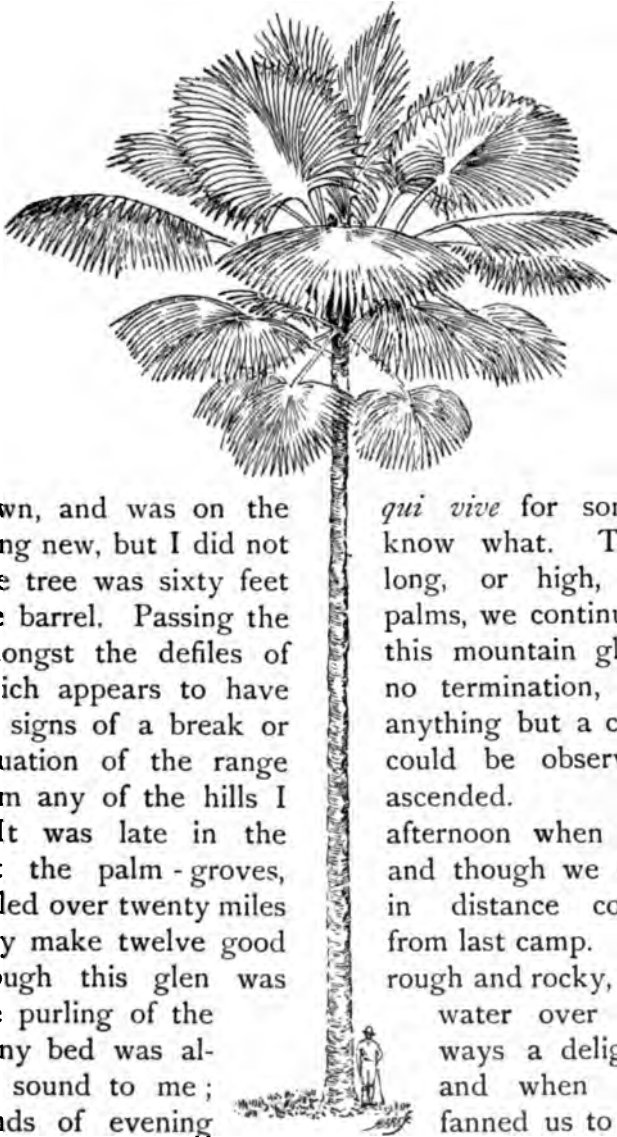 wn, and was on the qui vive for som
ng new, but I did not know what. T
e tree was sixty feet long, or high,
e barrel. Passing the palms, we continu
ongst the defiles of this mountain gl
ich appears to have no termination,
signs of a break or anything but a c
uation of the range could be observ
m any of the hills I ascended.
It was late in the afternoon when
the palm-groves, and though we
led over twenty miles in distance co
y make twelve good from last camp.
ough this glen was rough and rocky,
e purling of the water over
ny bed was al- ways a delig
sound to me; and when
nds of evening fanned us to